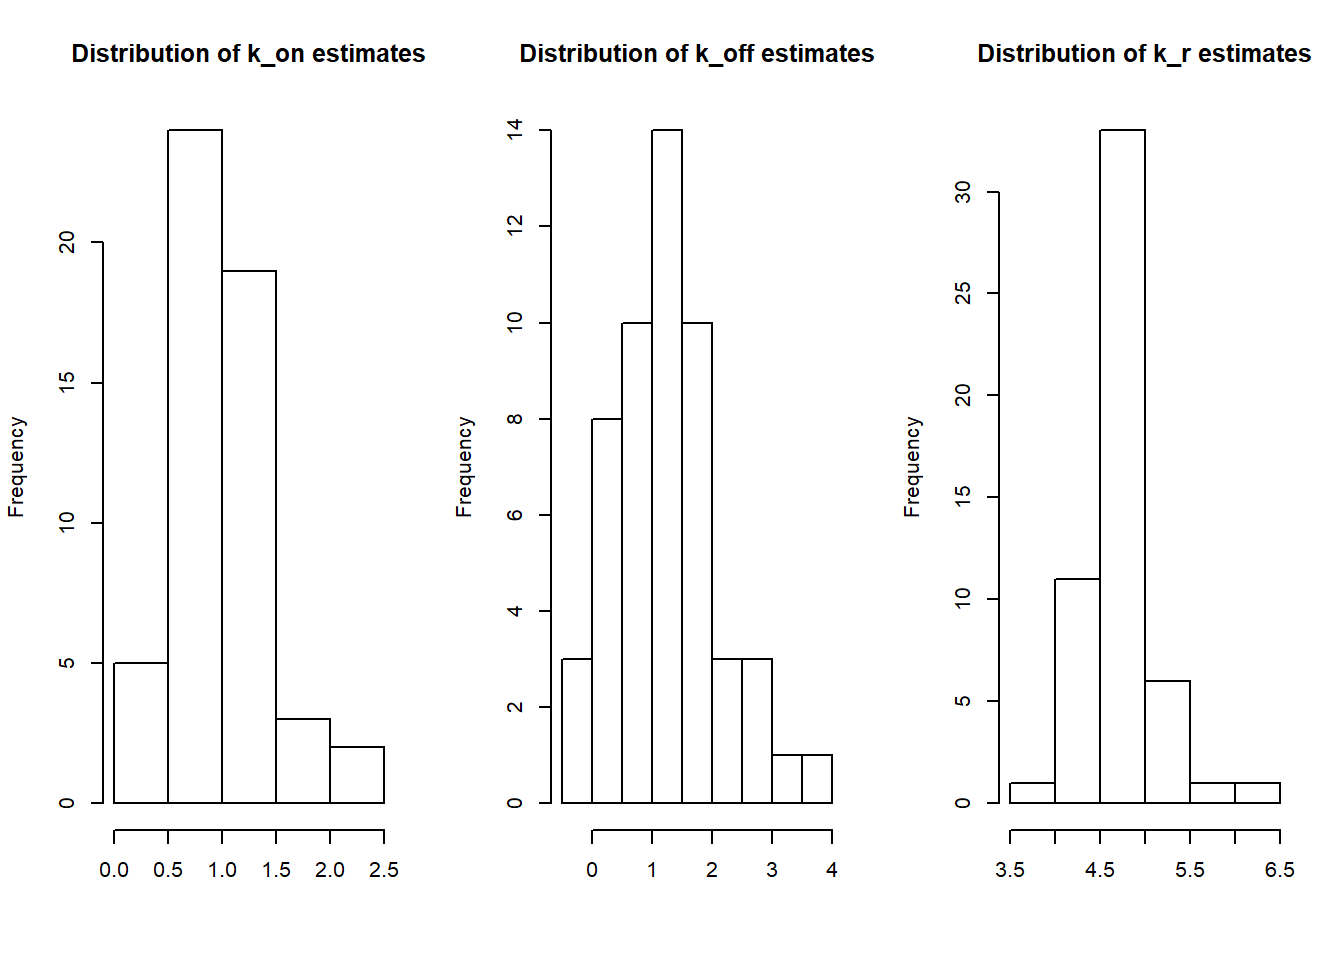 Distribution of k_on estimates
Frequency
20
15
10
5
0
0.0 0.5 1.0 1.5 2.0 2.5
Distribution of k_off estimates
Frequency
14
12
10
8
6
4
2
0
0 1 2 3 4
Distribution of k_r estimates
Frequency
30
25
20
15
10
5
0
3.5 4.5 5.5 6.5